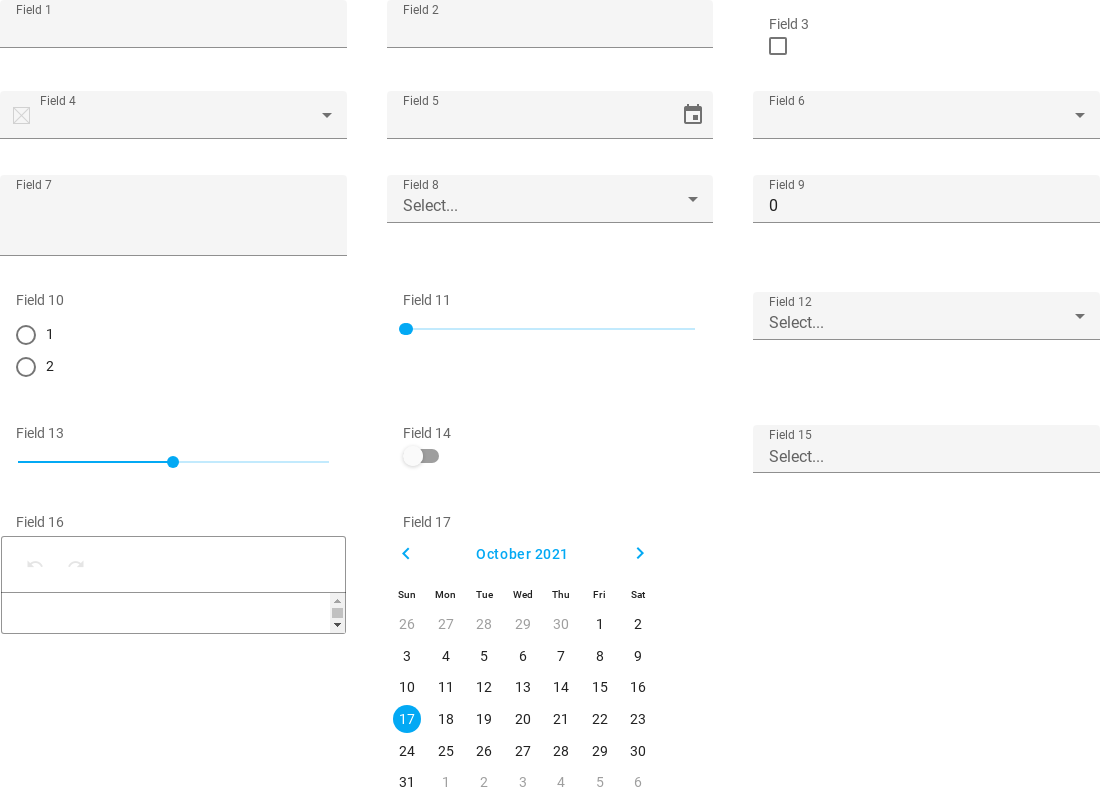 Field 1
Field 2
Field 3
Field 4
Field 5
Field 6
Field 7
Field 8
Select...
Field 9
0
Field 10
1
2
Field 11
Field 12
Select...
Field 13
Field 14
Field 15
Select...
Field 16
Field 17
October 2021
Sun Mon Tue Wed Thu Fri Sat
26 27 28 29 30 1 2
3 4 5 6 7 8 9
10 11 12 13 14 15 16
17 18 19 20 21 22 23
24 25 26 27 28 29 30
31 1 2 3 4 5 6